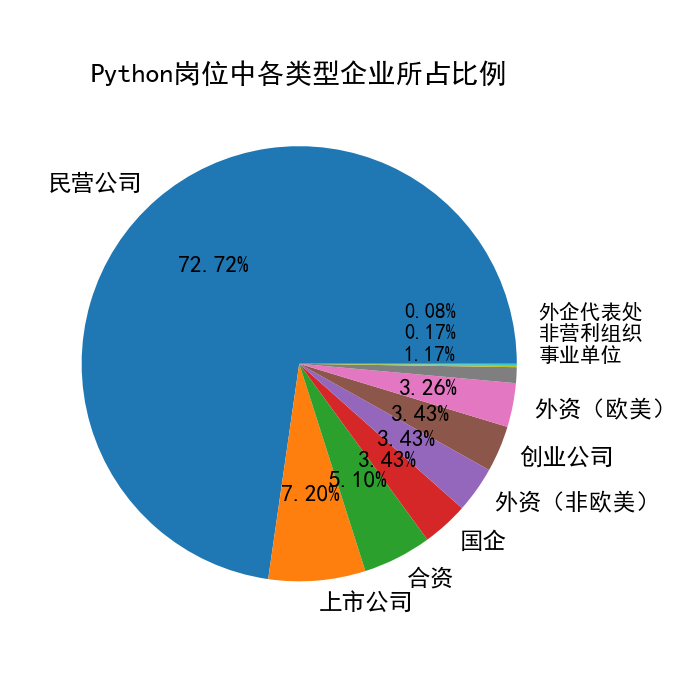 Python岗位中各类型企业所占比例
民营公司
72.72%
0.08%
外企代表处
0.17%
非营利组织
1.17%
事业单位
3.26%
外资（欧美）
3.43%
创业公司
3.43%
外资（非欧美）
3.43%
国企
5.10%
合资
7.20%
上市公司